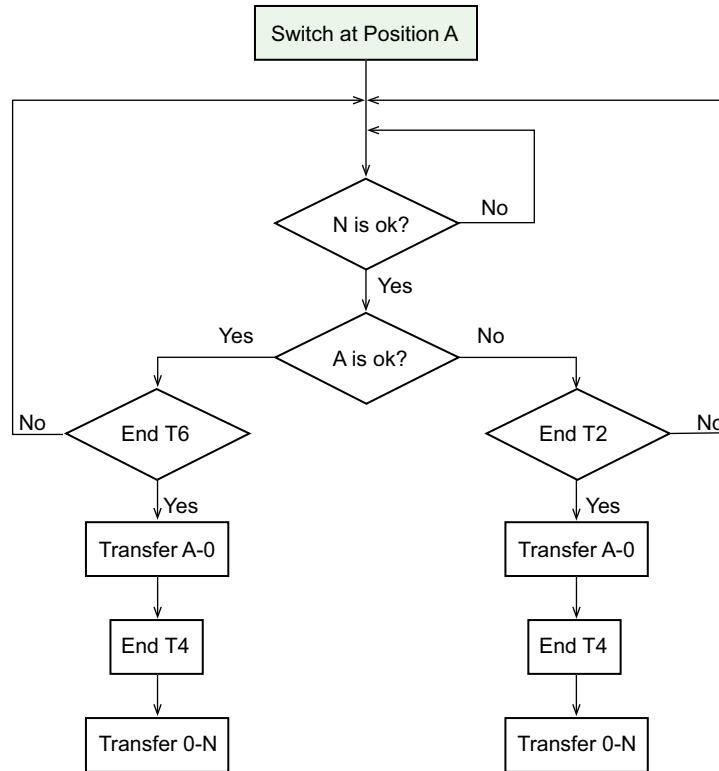 Switch at Position A
N is ok?
No
Yes
Yes
A is ok?
No
No
End T6
End T2
No
Yes
Yes
Transfer A-0
Transfer A-0
End T4
End T4
Transfer 0-N
Transfer 0-N